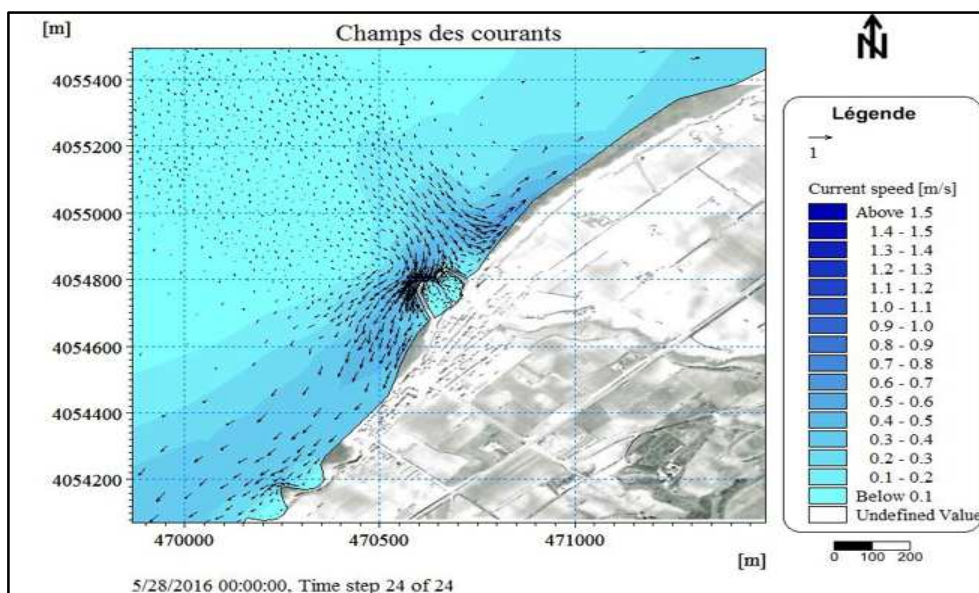 [m]
Champs des courants
N
4055400
4055200
4055000
4054800
4054600
4054400
4054200
470000
470500
471000
[m]
5/28/2016 00:00:00, Time step 24 of 24
Légende
1
Current speed [m/s]
Above 1.5
1.4 - 1.5
1.3 - 1.4
1.2 - 1.3
1.1 - 1.2
1.0 - 1.1
0.9 - 1.0
0.8 - 0.9
0.7 - 0.8
0.6 - 0.7
0.5 - 0.6
0.4 - 0.5
0.3 - 0.4
0.2 - 0.3
0.1 - 0.2
Below 0.1
Undefined Value
0 100 200